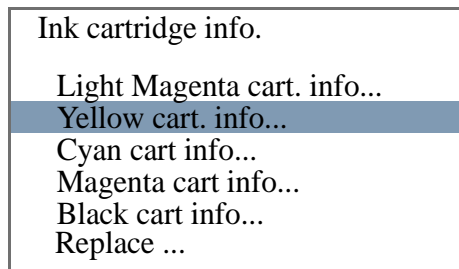 Ink cartridge info.
Light Magenta cart. info...
Yellow cart. info...
Cyan cart info...
Magenta cart info...
Black cart info...
Replace ...